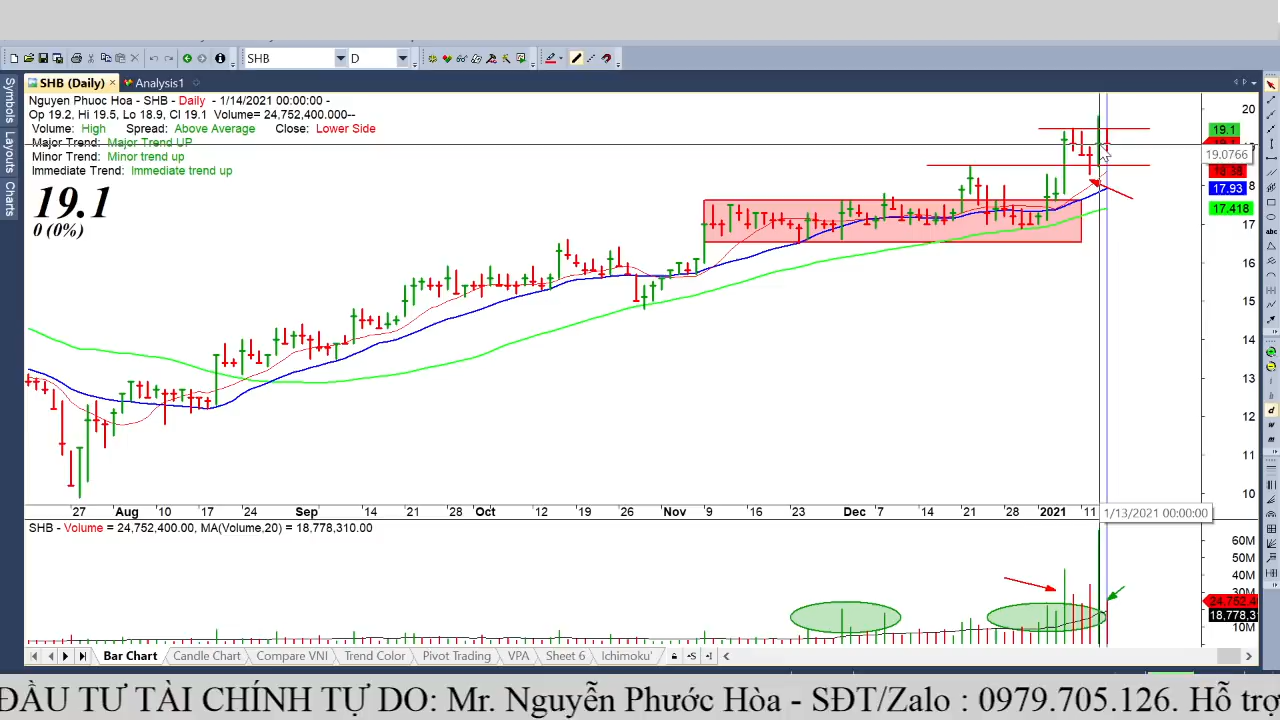 SHB D
SHB (Daily) Analysis1
Symbols
Layouts
Charts
Nguyen Phuoc Hoa - SHB - Daily - 1/14/2021 00:00:00 -
Op 19.2, Hi 19.5, Lo 18.9, Cl 19.1 Volume= 24,752,400.000--
Volume: High Spread: Above Average Close: Lower Side
Major Trend: Major Trend UP
Minor Trend: Minor trend up
Immediate Trend: Immediate trend up
19.1
0 (0%)
20
19.1
19.0766
18.38
18
17.93
17.418
17
16
15
14
13
12
11
10
27 Aug 10 17 24 Sep 14 21 28 Oct 12 19 26 Nov 9 16 23 Dec 7 14 21 28 2021 11 1/13/2021 00:00:00
SHB - Volume = 24,752,400.00, MA(Volume,20) = 18,778,310.00
60M
50M
40M
30M
24,752,4
18,778,3
10M
Bar Chart Candle Chart Compare VNI Trend Color Pivot Trading VPA Sheet 6 Ichimoku'
ĐẦU TƯ TÀI CHÍNH TỰ DO: Mr. Nguyễn Phước Hòa - SĐT/Zalo : 0979.705.126. Hỗ trợ